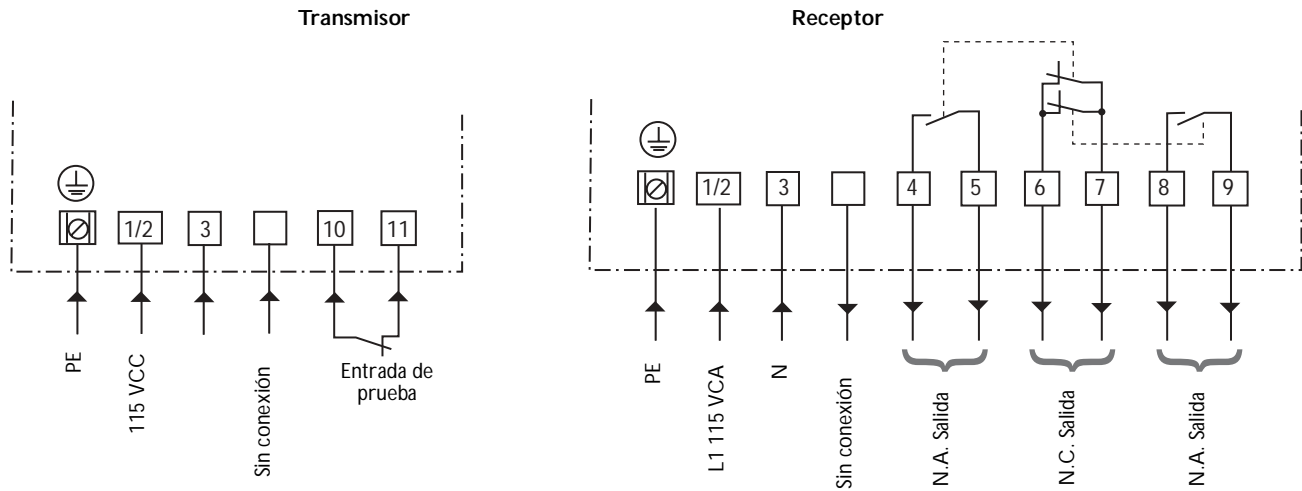 Transmisor
1/2
3
10
11
PE
115 VCC
Sin conexión
Entrada de
prueba
Receptor
1/2
3
4
5
6
7
8
9
PE
L1 115 VCA
N
Sin conexión
N.A. Salida
N.C. Salida
N.A. Salida